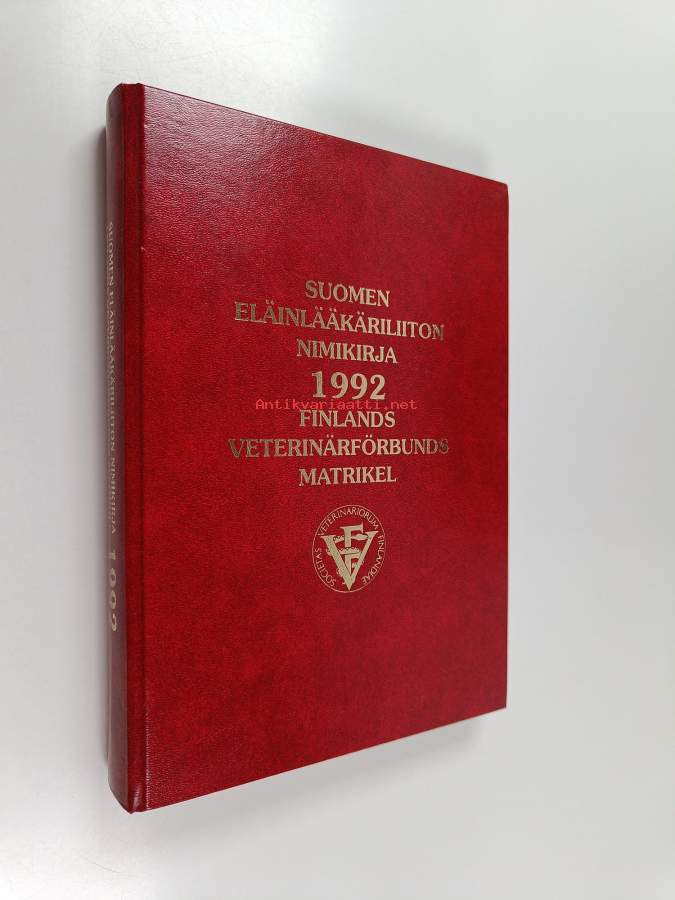 SUOMEN
ELÄINLÄÄKÄRILIITON
NIMIKIRJA
1992
Antikvariaatti.net
FINLANDS
VETERINÄRFÖRBUNDS
MATRIKEL
SOCIETAS VETERINARIORUM FINLANDIAE
SUOMEN ELÄINLÄÄKÄRILIITON NIMIKIRJA 1992